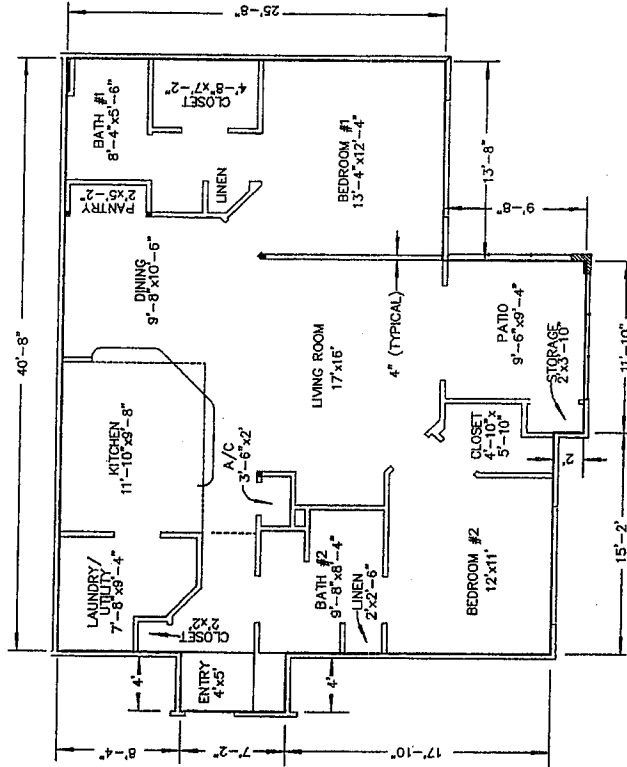 25'-8"
40'-8"
BATH #1
8'-4"x5'-6"
CLOSET
4'-8"x7'-2"
PANTRY
2'x5'-2"
LINEN
BEDROOM #1
13'-4"x12'-4"
13'-8"
9'-8"
DINING
9'-8"x10'-6"
4" (TYPICAL)
LIVING ROOM
17'x16'
PATIO
9'-6"x9'-4"
STORAGE
2'x3'-10"
11'-10"
KITCHEN
11'-10"x9'-8"
A/C
3'-6"x2'
CLOSET
4'-10"x
5'-10"
2'
LAUNDRY/
UTILITY
7'-8"x9'-4"
CLOSET
2'x2'
BATH #2
9'-8"x8'-4"
LINEN
2'x2'-6"
BEDROOM #2
12'x11'
15'-2"
4'
ENTRY
4'x5'
4'
8'-4"
7'-2"
17'-10"